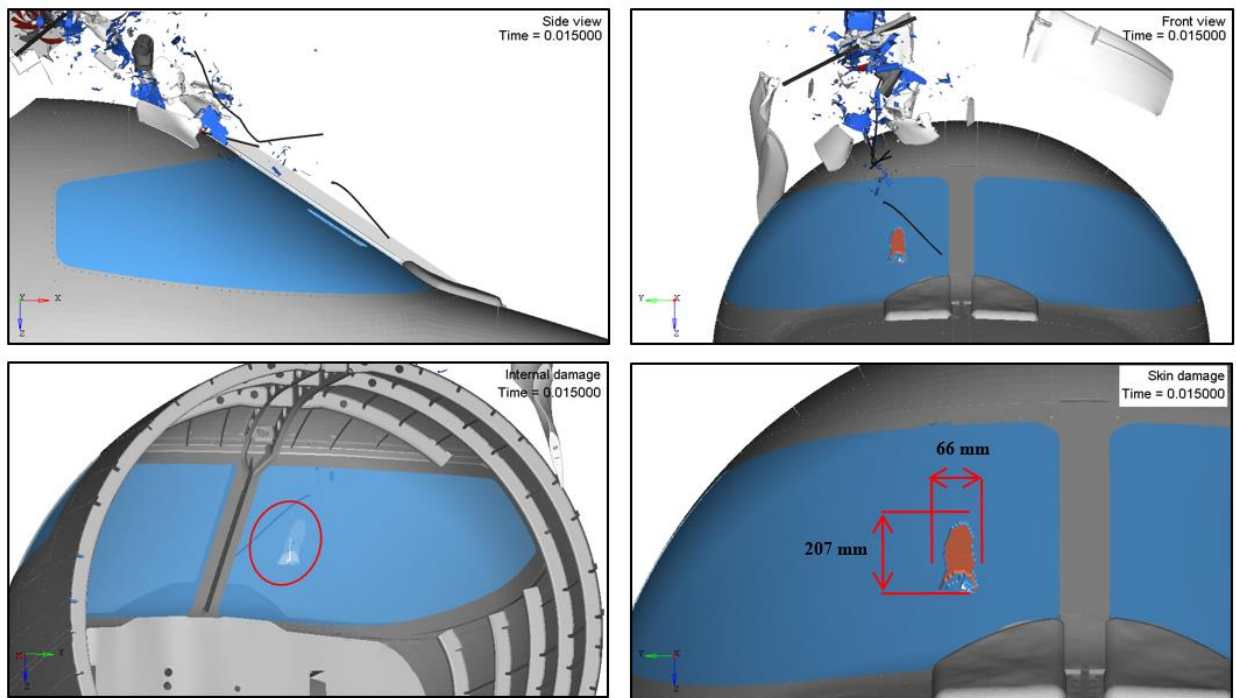 Side view
Time = 0.015000
Y
X
Z
Front view
Time = 0.015000
Y
X
Z
Internal damage
Time = 0.015000
X
Y
Z
Skin damage
Time = 0.015000
66 mm
207 mm
Y
X
Z